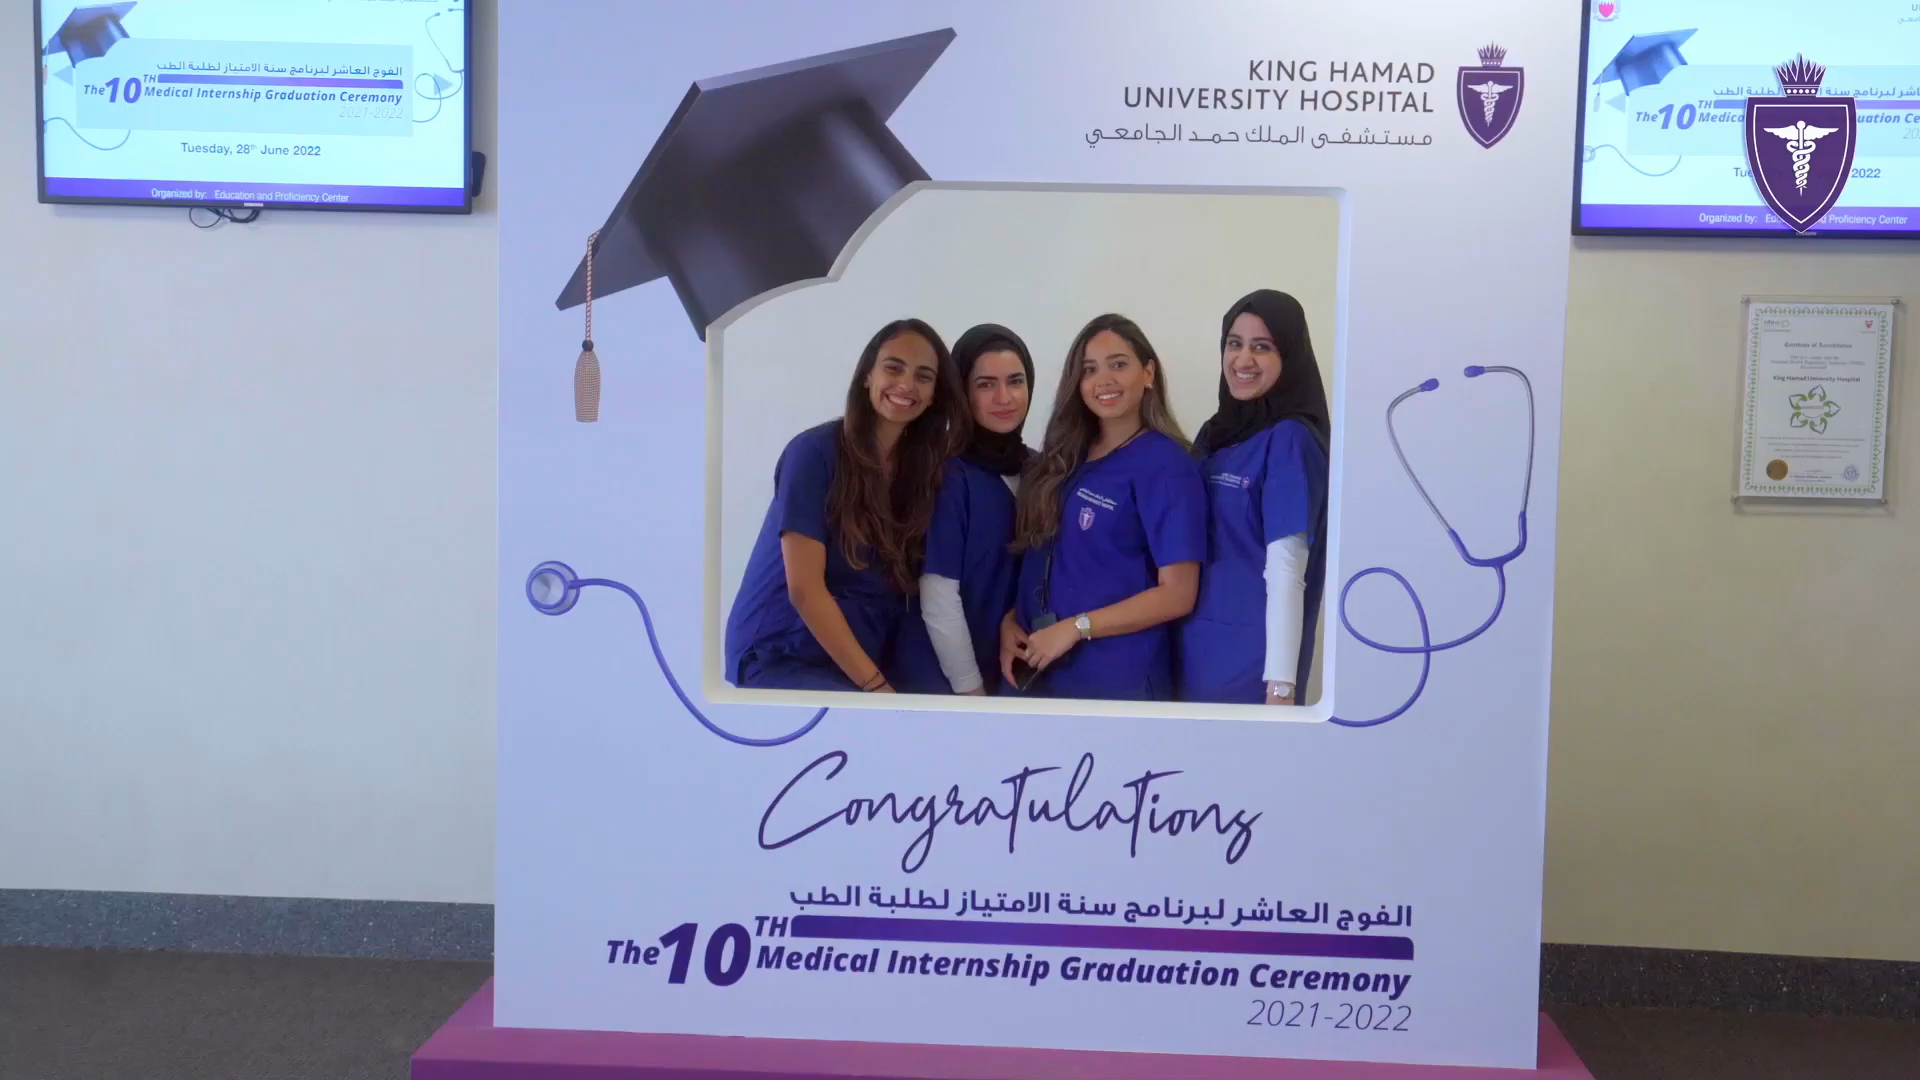 الفوج العاشر لبرنامج سنة الامتياز لطلبة الطب
The 10TH Medical Internship Graduation Ceremony
2021-2022
Tuesday, 28th June 2022
Organized by: Education and Proficiency Center
KING HAMAD
UNIVERSITY HOSPITAL
مستشفى الملك حمد الجامعي
Congratulations
الفوج العاشر لبرنامج سنة الامتياز لطلبة الطب
The 10TH Medical Internship Graduation Ceremony
2021-2022
The 10TH
2022
Organized by:
Proficiency Center
Certificate of Accreditation
King Hamad University Hospital